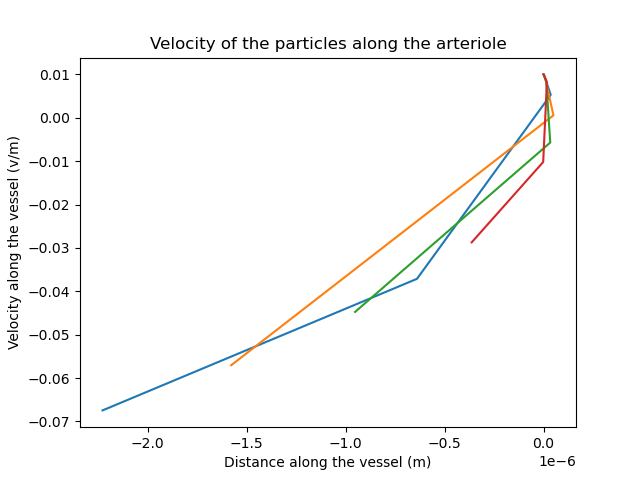 Velocity of the particles along the arteriole
Velocity along the vessel (v/m)
0.01
0.00
−0.01
−0.02
−0.03
−0.04
−0.05
−0.06
−0.07
−2.0 −1.5 −1.0 −0.5 0.0
1e−6
Distance along the vessel (m)